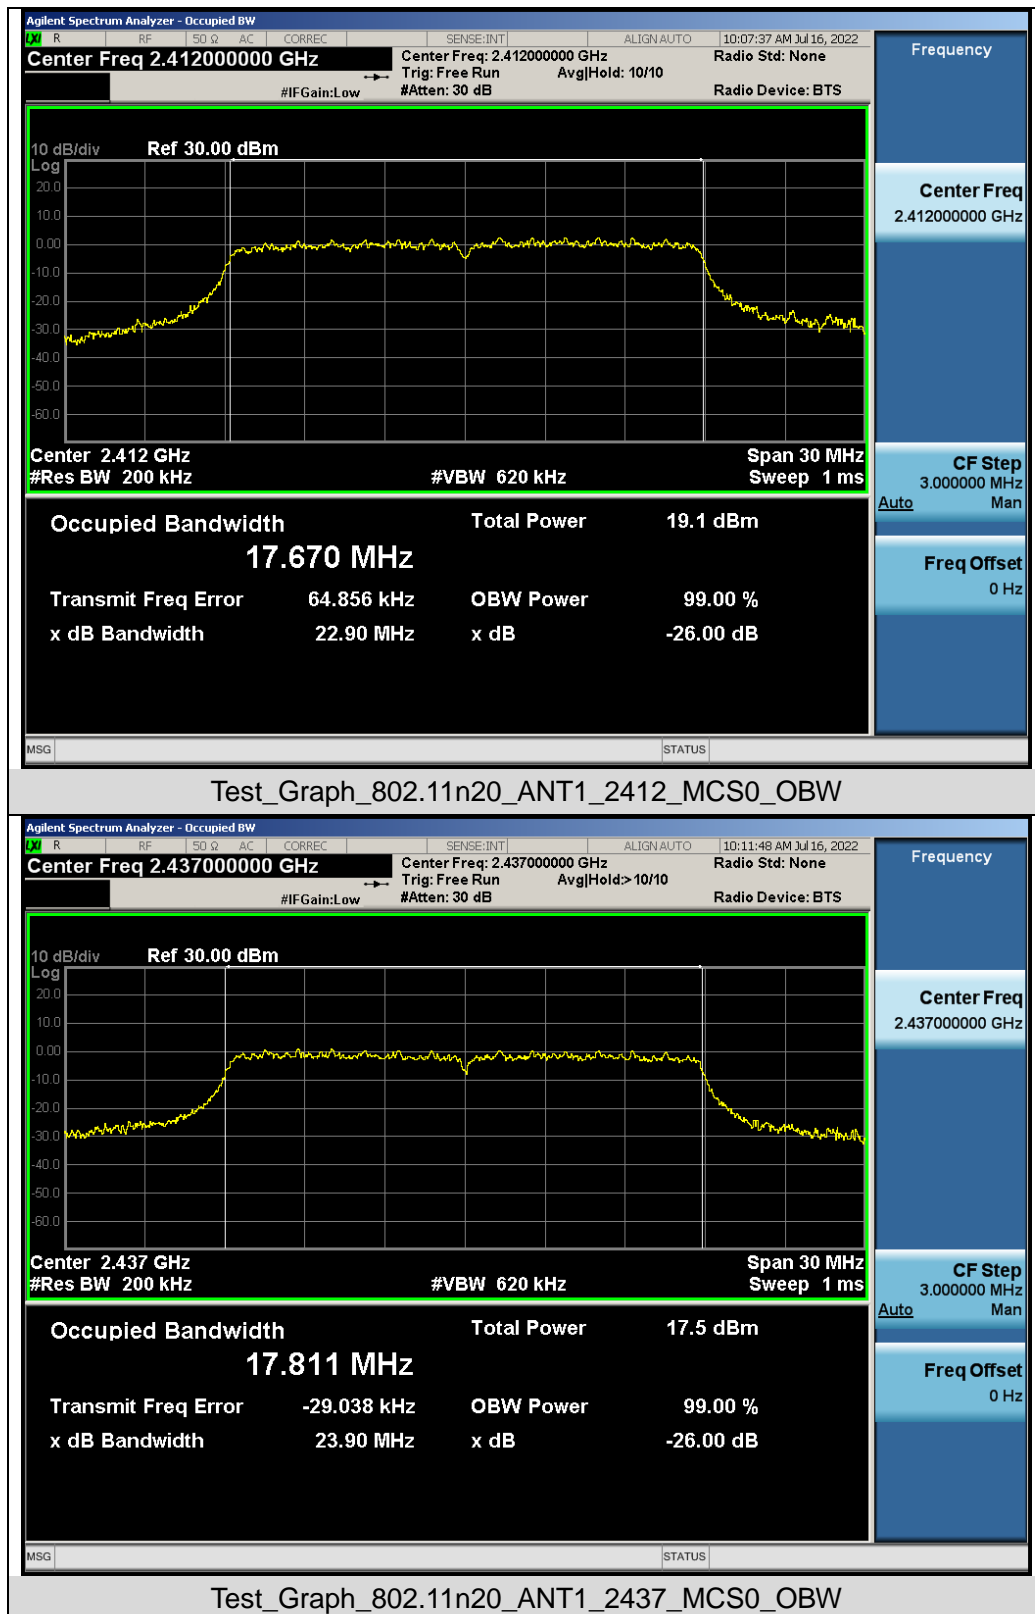 Agilent Spectrum Analyzer - Occupied BW
LXI R RF 50 Ω AC CORREC SENSE:INT ALIGN AUTO 10:07:37 AM Jul 16, 2022
Center Freq 2.412000000 GHz
Center Freq: 2.412000000 GHz
Radio Std: None
Trig: Free Run Avg|Hold: 10/10
#IFGain:Low
#Atten: 30 dB
Radio Device: BTS
Frequency
10 dB/div Ref 30.00 dBm
Log
20.0
10.0
0.00
-10.0
-20.0
-30.0
-40.0
-50.0
-60.0
Center 2.412 GHz
Span 30 MHz
#Res BW 200 kHz
#VBW 620 kHz
Sweep 1 ms
Center Freq
2.412000000 GHz
CF Step
3.000000 MHz
Auto Man
Freq Offset
0 Hz
Occupied Bandwidth
17.670 MHz
Total Power 19.1 dBm
Transmit Freq Error 64.856 kHz
OBW Power 99.00 %
x dB Bandwidth 22.90 MHz
x dB -26.00 dB
MSG
STATUS
Test_Graph_802.11n20_ANT1_2412_MCS0_OBW
Agilent Spectrum Analyzer - Occupied BW
LXI R RF 50 Ω AC CORREC SENSE:INT ALIGN AUTO 10:11:48 AM Jul 16, 2022
Center Freq 2.437000000 GHz
Center Freq: 2.437000000 GHz
Radio Std: None
Trig: Free Run Avg|Hold:> 10/10
#IFGain:Low
#Atten: 30 dB
Radio Device: BTS
Frequency
10 dB/div Ref 30.00 dBm
Log
20.0
10.0
0.00
-10.0
-20.0
-30.0
-40.0
-50.0
-60.0
Center 2.437 GHz
Span 30 MHz
#Res BW 200 kHz
#VBW 620 kHz
Sweep 1 ms
Center Freq
2.437000000 GHz
CF Step
3.000000 MHz
Auto Man
Freq Offset
0 Hz
Occupied Bandwidth
17.811 MHz
Total Power 17.5 dBm
Transmit Freq Error -29.038 kHz
OBW Power 99.00 %
x dB Bandwidth 23.90 MHz
x dB -26.00 dB
MSG
STATUS
Test_Graph_802.11n20_ANT1_2437_MCS0_OBW